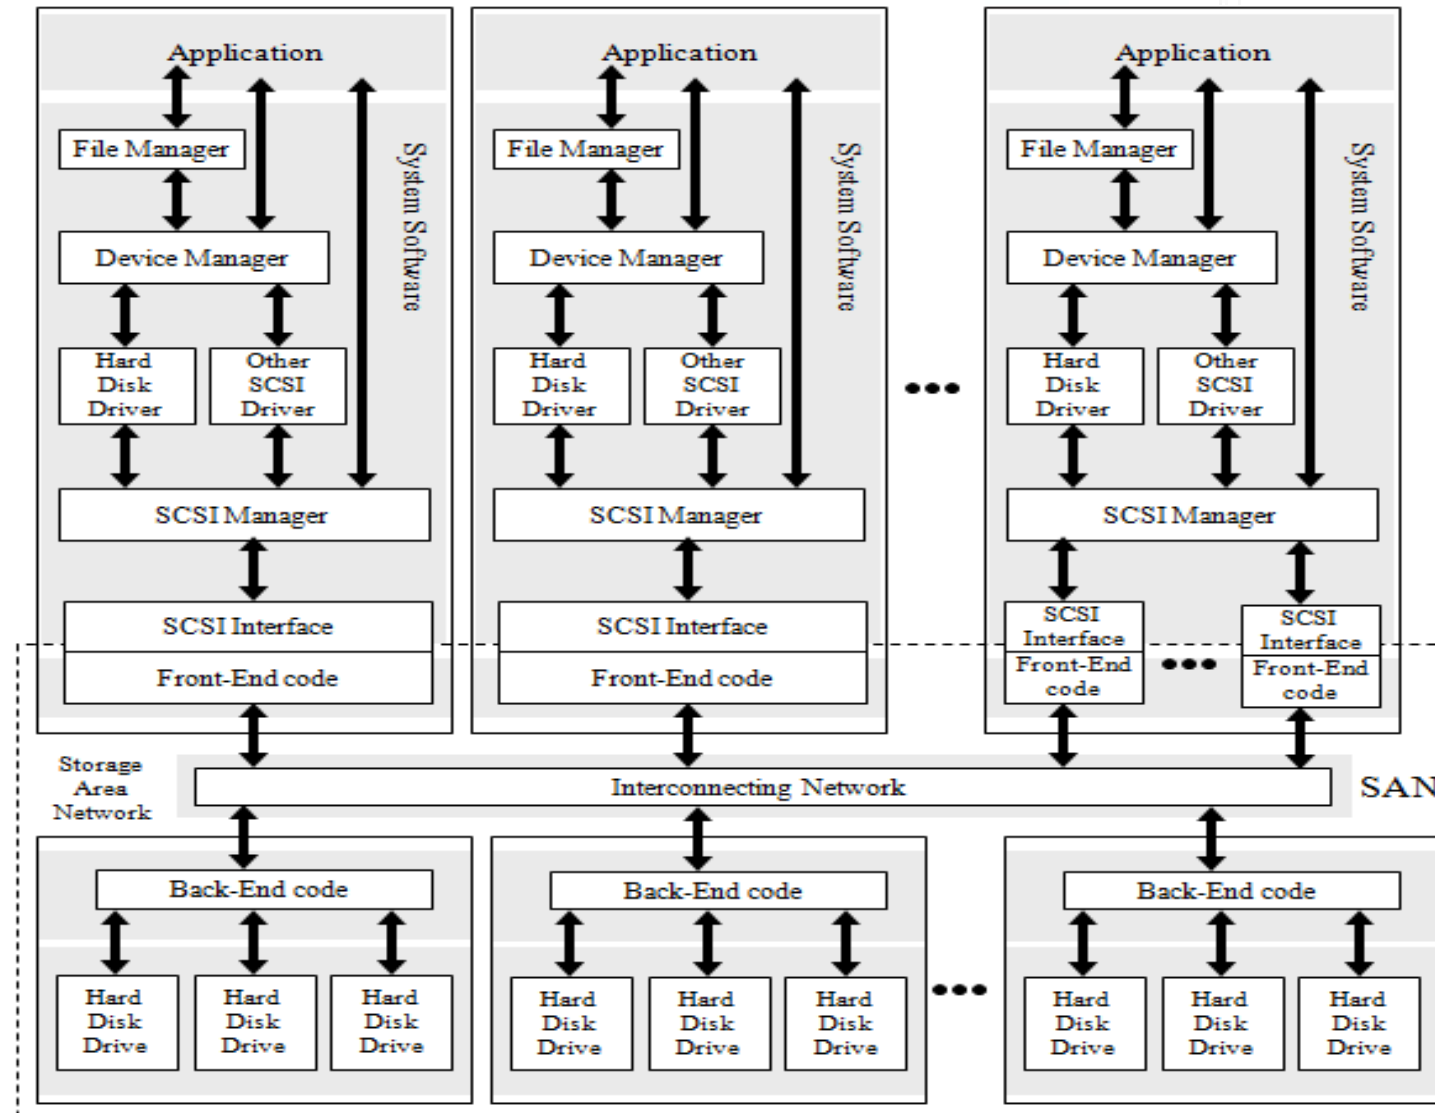 Application
File Manager
System Software
Device Manager
Hard
Disk
Driver
Other
SCSI
Driver
SCSI Manager
SCSI Interface
Front-End code
Application
File Manager
System Software
Device Manager
Hard
Disk
Driver
Other
SCSI
Driver
SCSI Manager
SCSI Interface
Front-End code
Application
File Manager
System Software
Device Manager
Hard
Disk
Driver
Other
SCSI
Driver
SCSI Manager
SCSI
Interface
Front-End
code
SCSI
Interface
Front-End
code
Storage
Area
Network
Interconnecting Network
SAN
Back-End code
Hard
Disk
Drive
Hard
Disk
Drive
Hard
Disk
Drive
Back-End code
Hard
Disk
Drive
Hard
Disk
Drive
Hard
Disk
Drive
Back-End code
Hard
Disk
Drive
Hard
Disk
Drive
Hard
Disk
Drive